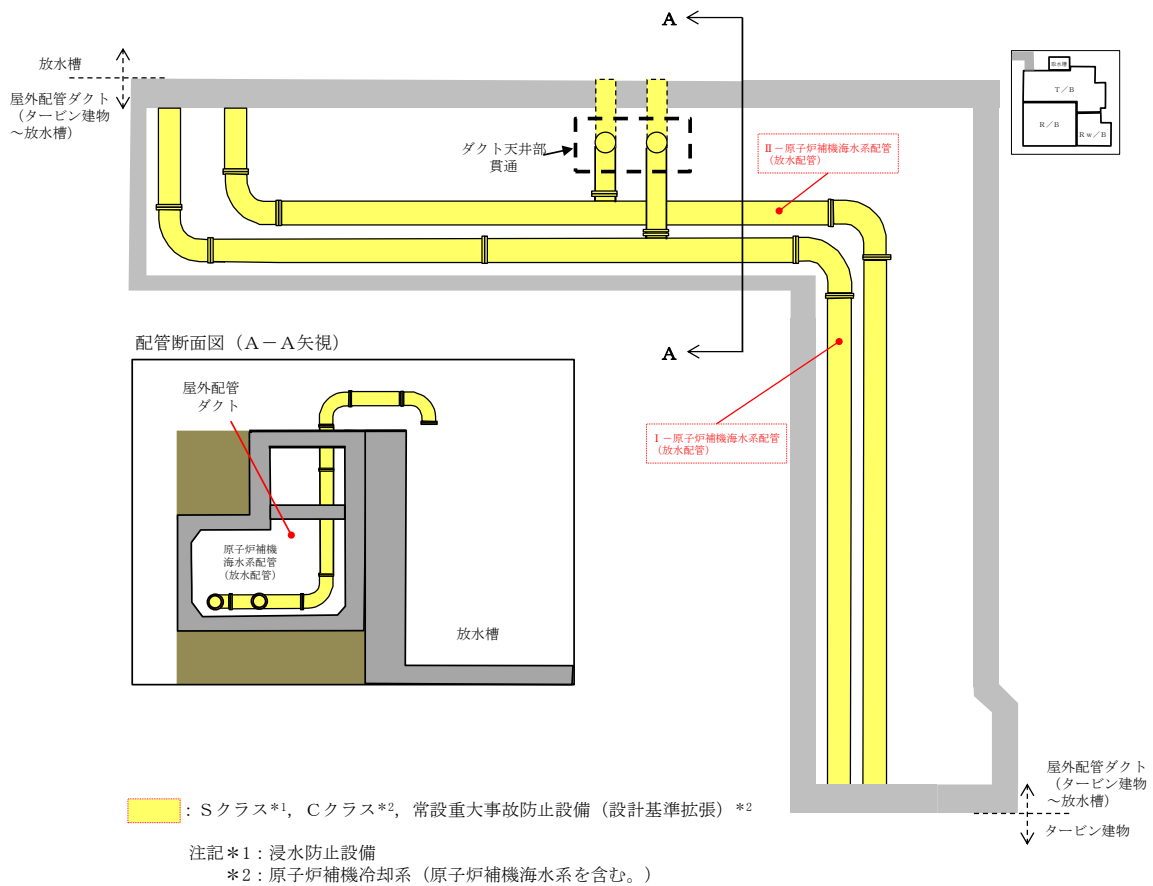 A
放水槽
屋外配管ダクト
（タービン建物
～放水槽）
ダクト天井部
貫通
Ⅱ－原子炉補機海水系配管
（放水配管）
取水槽
T／B
R／B
Rw／B
A
Ⅰ－原子炉補機海水系配管
（放水配管）
配管断面図（A－A矢視）
屋外配管
ダクト
原子炉補機
海水系配管
（放水配管）
放水槽
屋外配管ダクト
（タービン建物
～放水槽）
タービン建物
：Sクラス*1，Cクラス*2，常設重大事故防止設備（設計基準拡張）*2
注記＊1：浸水防止設備
＊2：原子炉補機冷却系（原子炉補機海水系を含む。）